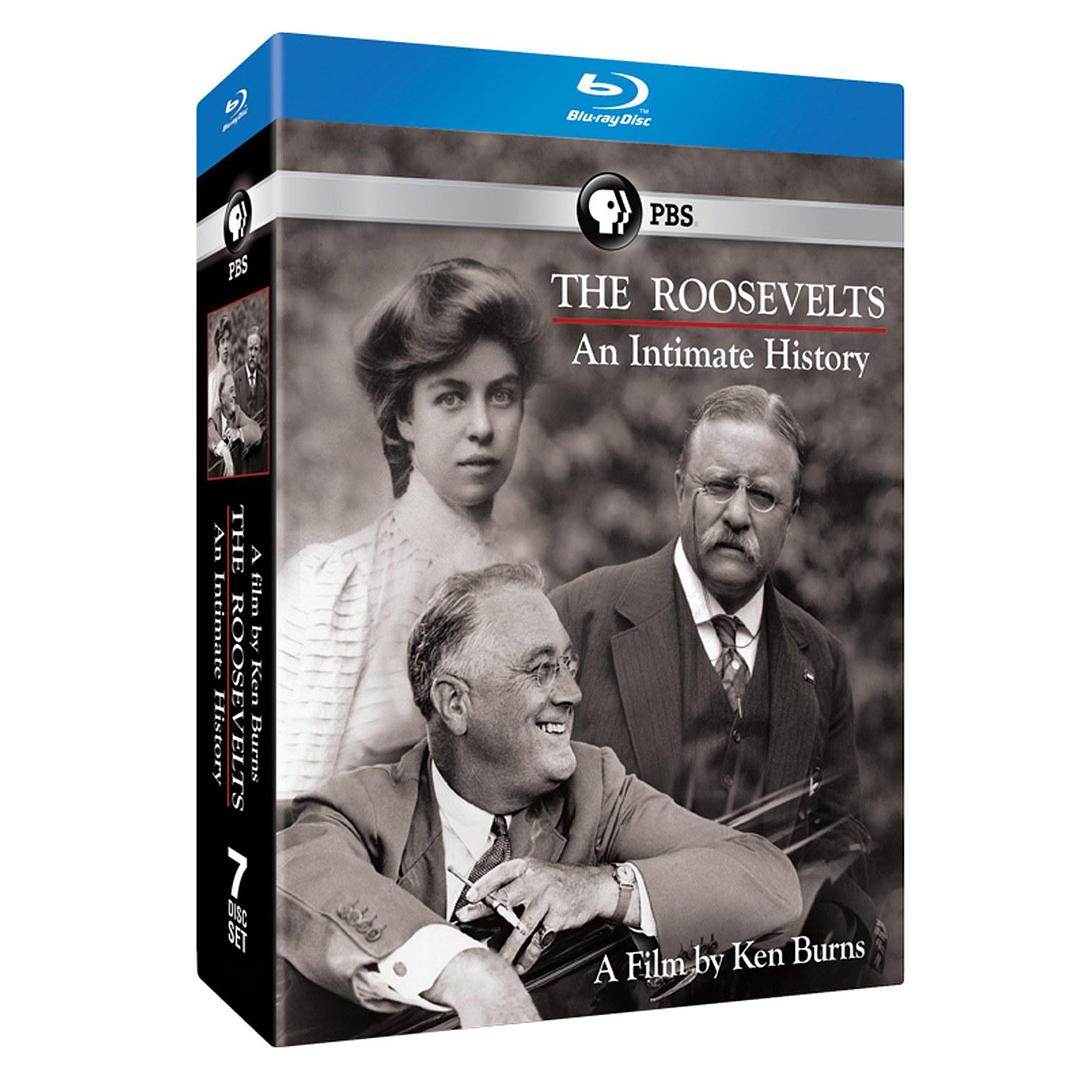 Blu-ray Disc™
PBS
THE ROOSEVELTS
An Intimate History
A Film by Ken Burns
Blu-ray Disc
PBS
A film by Ken Burns
THE ROOSEVELTS
An Intimate History
7
DISC
SET